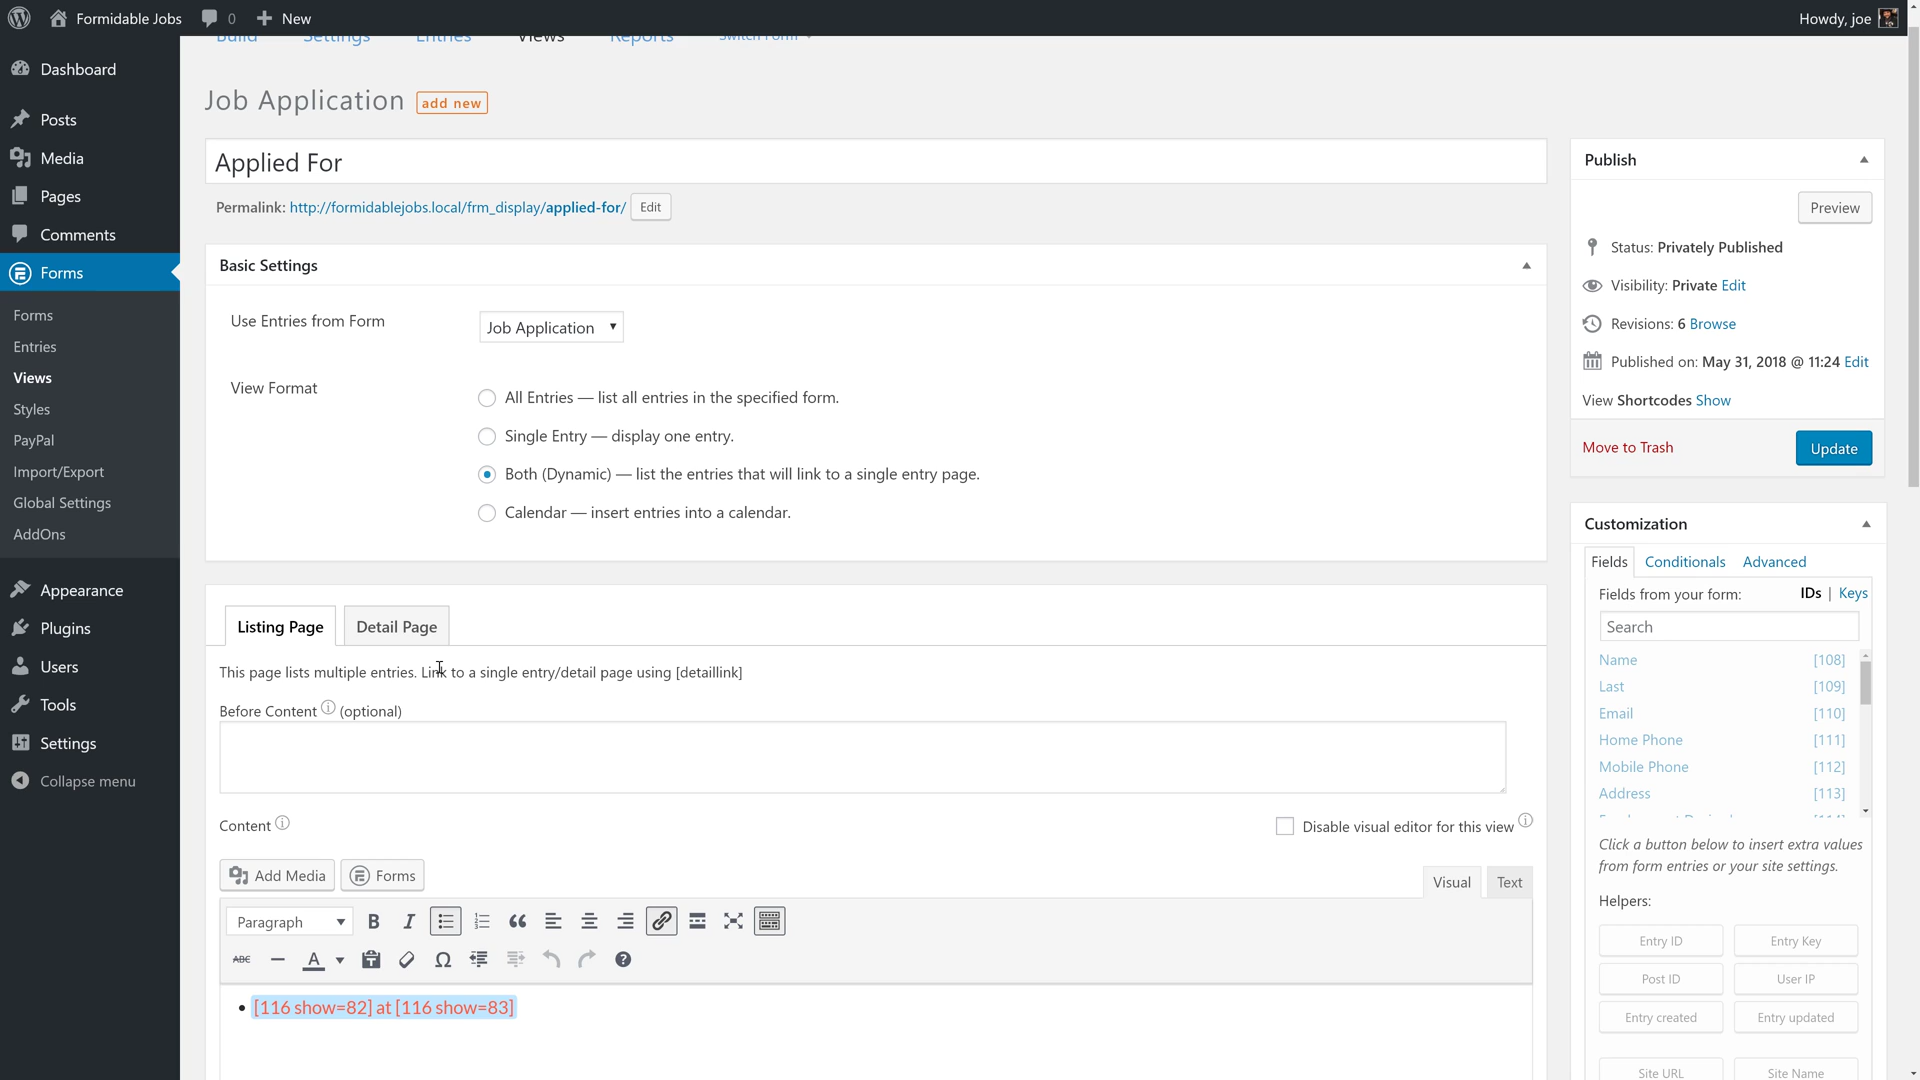 Formidable Jobs
0
New
Howdy, joe
Build
Settings
Entries
Views
Reports
Switch Form
Dashboard
Posts
Media
Pages
Comments
Forms
Forms
Entries
Views
Styles
PayPal
Import/Export
Global Settings
AddOns
Appearance
Plugins
Users
Tools
Settings
Collapse menu
Job Application
add new
Applied For
Permalink: http://formidablejobs.local/frm_display/applied-for/
Edit
Basic Settings
Use Entries from Form
Job Application
View Format
All Entries — list all entries in the specified form.
Single Entry — display one entry.
Both (Dynamic) — list the entries that will link to a single entry page.
Calendar — insert entries into a calendar.
Listing Page
Detail Page
This page lists multiple entries. Link to a single entry/detail page using [detaillink]
Before Content (optional)
Content
Disable visual editor for this view
Add Media
Forms
Visual
Text
Paragraph
B
I
ABC
A
[116 show=82] at [116 show=83]
Publish
Preview
Status: Privately Published
Visibility: Private Edit
Revisions: 6 Browse
Published on: May 31, 2018 @ 11:24 Edit
View Shortcodes Show
Move to Trash
Update
Customization
Fields
Conditionals
Advanced
Fields from your form:
IDs | Keys
Search
Name [108]
Last [109]
Email [110]
Home Phone [111]
Mobile Phone [112]
Address [113]
Click a button below to insert extra values
from form entries or your site settings.
Helpers:
Entry ID
Entry Key
Post ID
User IP
Entry created
Entry updated
Site URL
Site Name